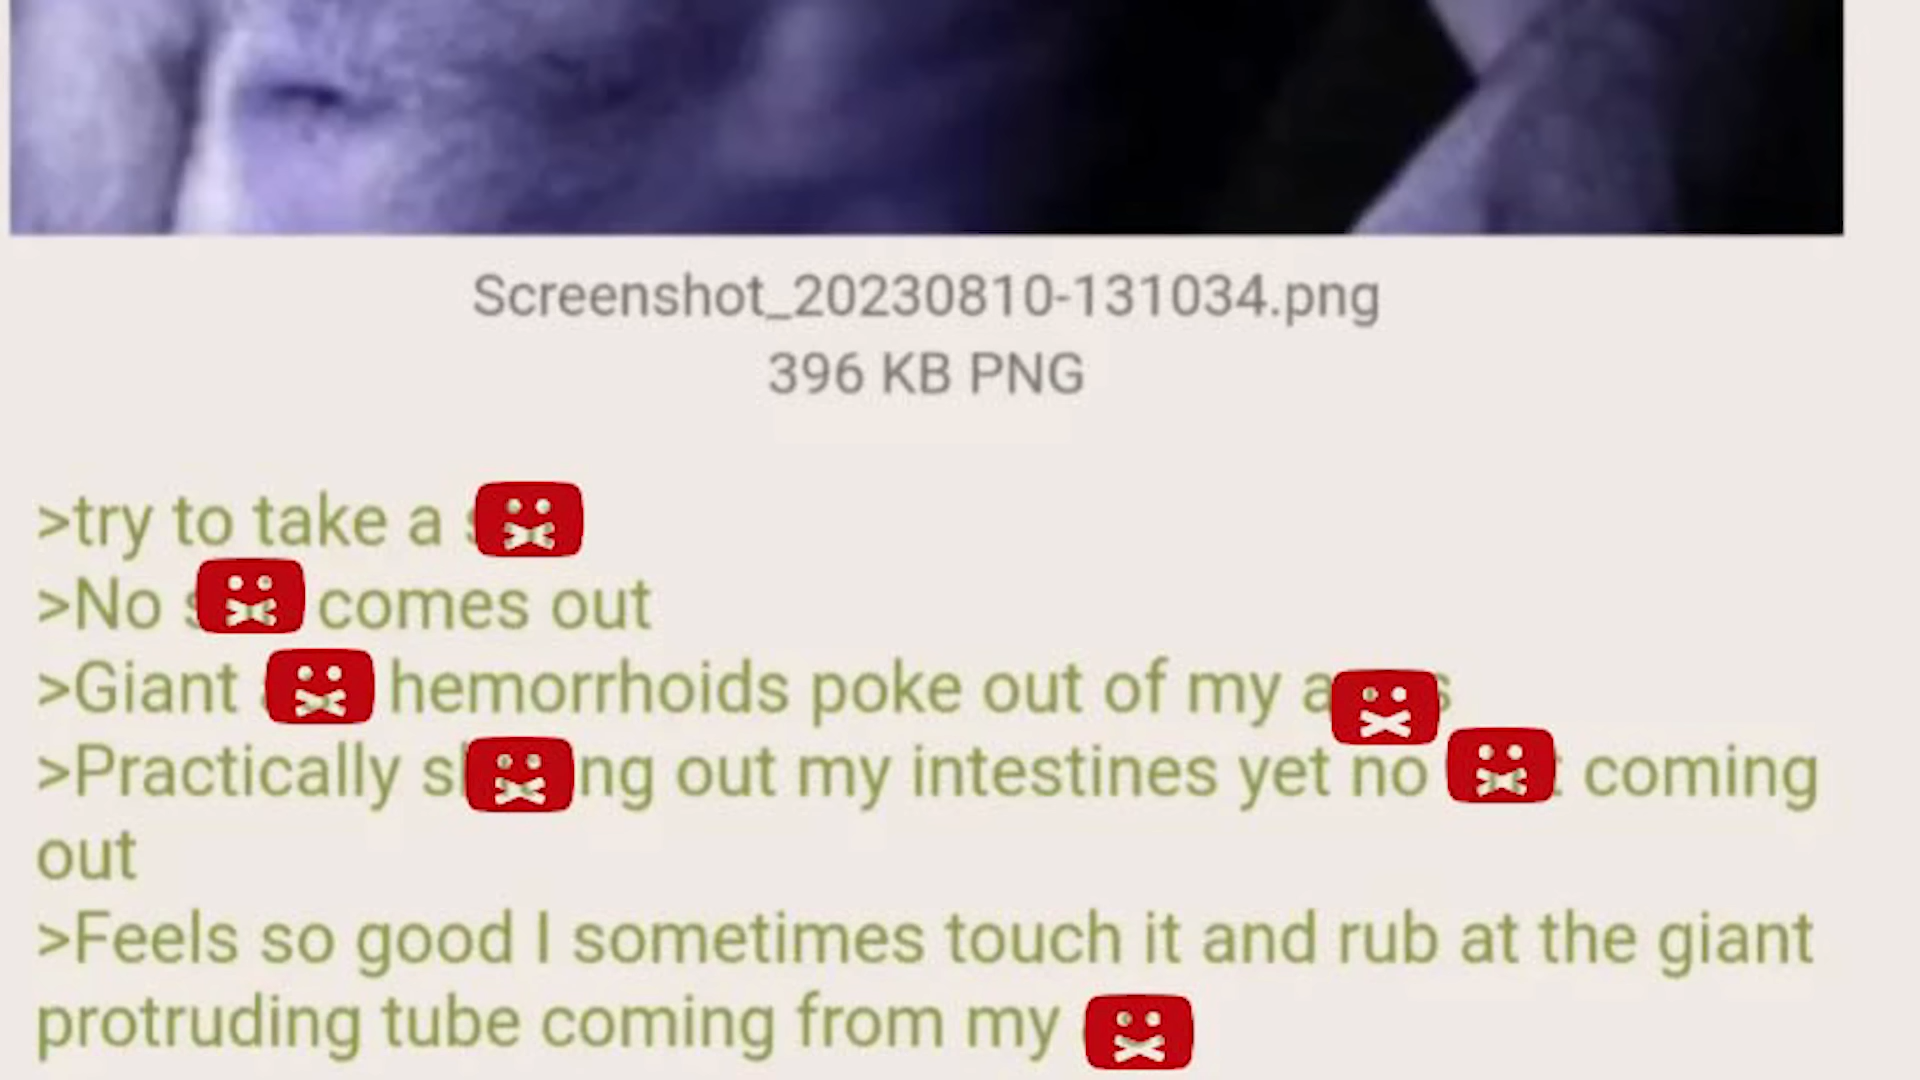 Screenshot_20230810-131034.png
396 KB PNG
>try to take a
>No comes out
>Giant hemorrhoids poke out of my
>Practically out my intestines yet no coming
out
>Feels so good I sometimes touch it and rub at the giant
protruding tube coming from my